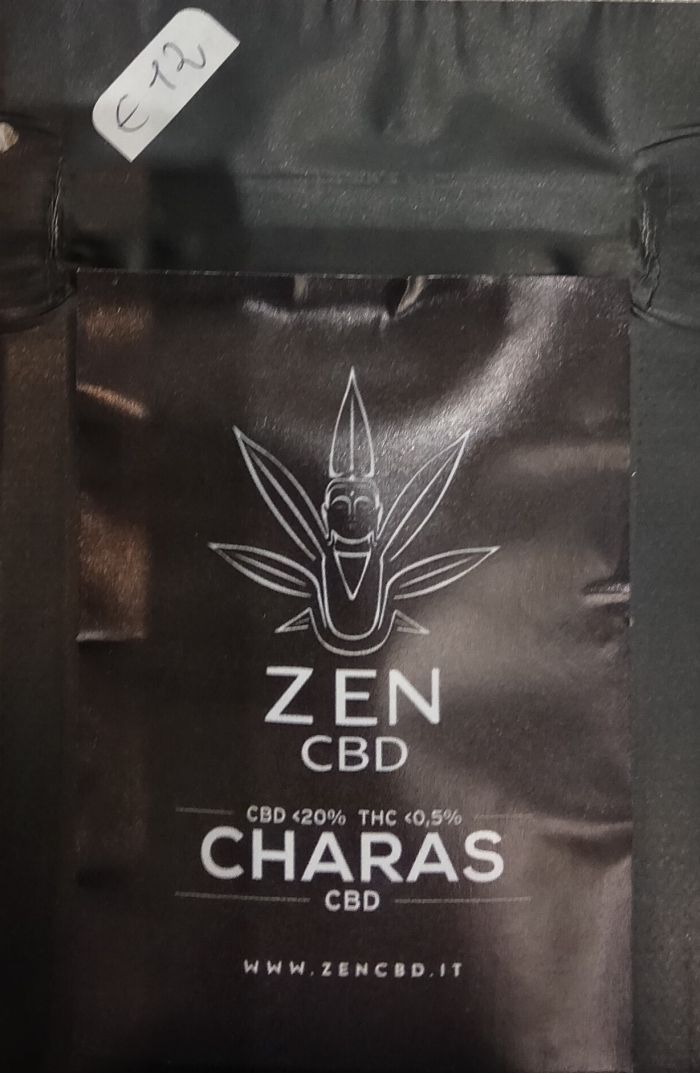 € 12
ZEN
CBD
CBD <20% THC <0,5%
CHARAS
CBD
WWW.ZENCBD.IT